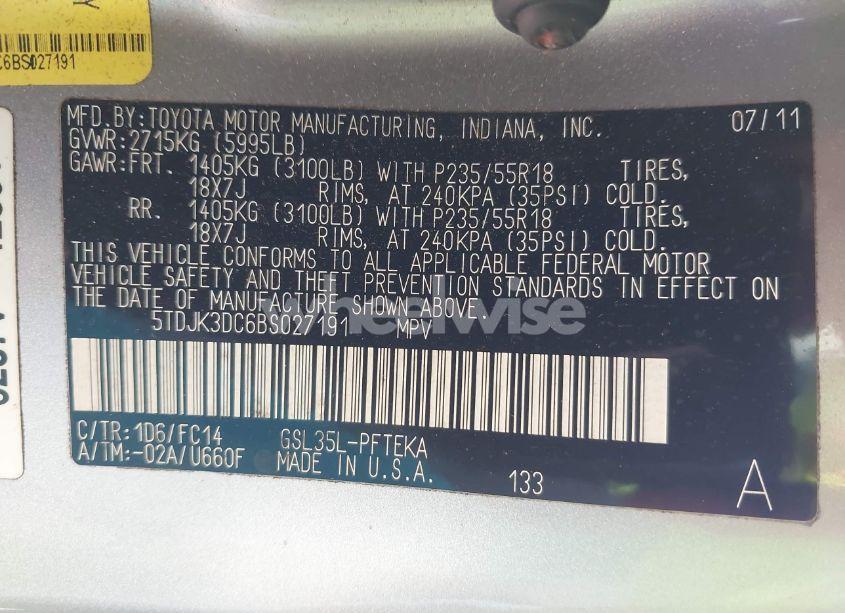 C6BS027191
MFD.BY:TOYOTA MOTOR MANUFACTURING, INDIANA, INC. 07/11
GVWR:2715KG (5995LB)
GAWR:FRT. 1405KG (3100LB) WITH P235/55R18 TIRES,
18X7J RIMS, AT 240KPA (35PSI) COLD.
RR. 1405KG (3100LB) WITH P235/55R18 TIRES,
18X7J RIMS, AT 240KPA (35PSI) COLD.
THIS VEHICLE CONFORMS TO ALL APPLICABLE FEDERAL MOTOR
VEHICLE SAFETY AND THEFT PREVENTION STANDARDS IN EFFECT ON
THE DATE OF MANUFACTURE SHOWN ABOVE.
wheelwise
5TDJK3DC6BS027191 MPV
C/TR:1D6/FC14 GSL35L-PFTEKA
A/TM:-02A/U660F MADE IN U.S.A.
133 A